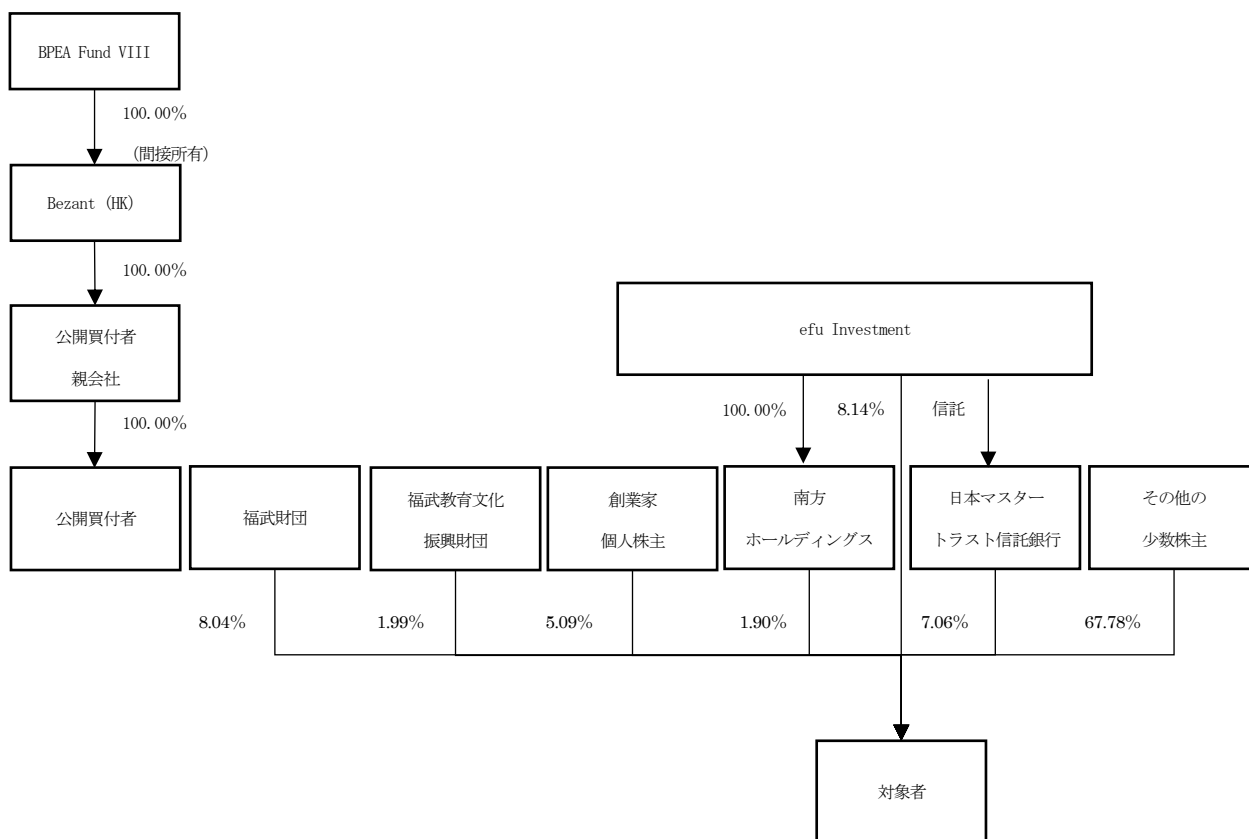 BPEA Fund VIII
100.00%
(間接所有)
Bezant (HK)
100.00%
公開買付者
親会社
100.00%
efu Investment
100.00%
8.14%
信託
公開買付者
福武財団
福武教育文化
振興財団
創業家
個人株主
南方
ホールディングス
日本マスター
トラスト信託銀行
その他の
少数株主
8.04%
1.99%
5.09%
1.90%
7.06%
67.78%
対象者